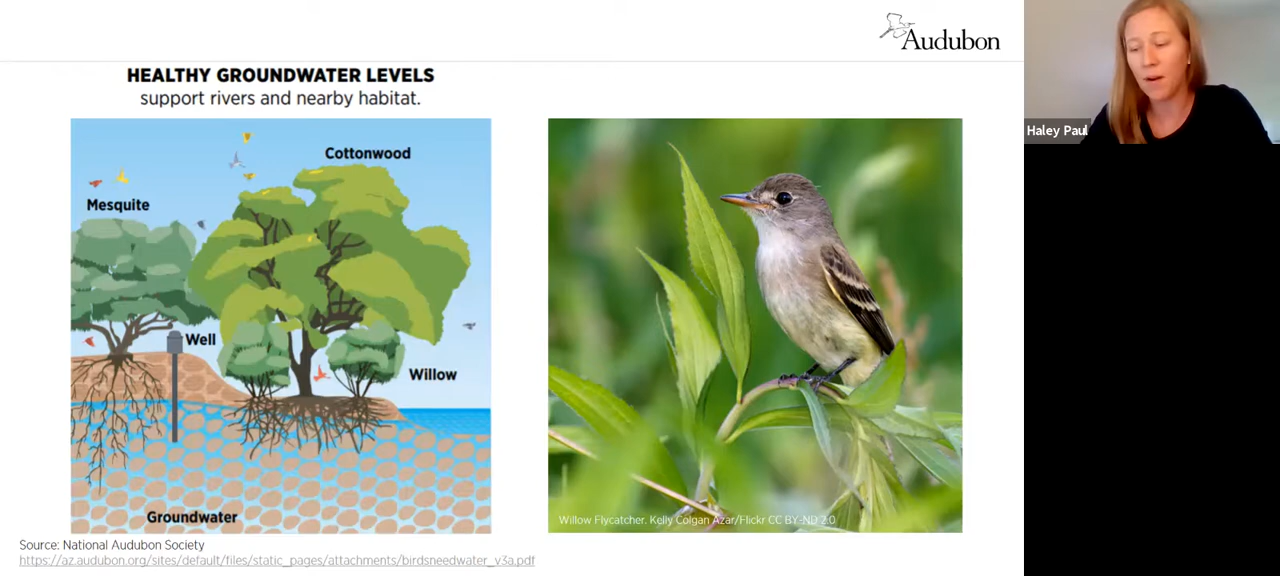 Audubon
HEALTHY GROUNDWATER LEVELS
support rivers and nearby habitat.
Cottonwood
Mesquite
Well
Willow
Groundwater
Willow Flycatcher. Kelly Colgan Azar/Flickr CC BY-ND 2.0
Source: National Audubon Society
https://az.audubon.org/sites/default/files/static_pages/attachments/birdsneedwater_v3a.pdf
Haley Paul